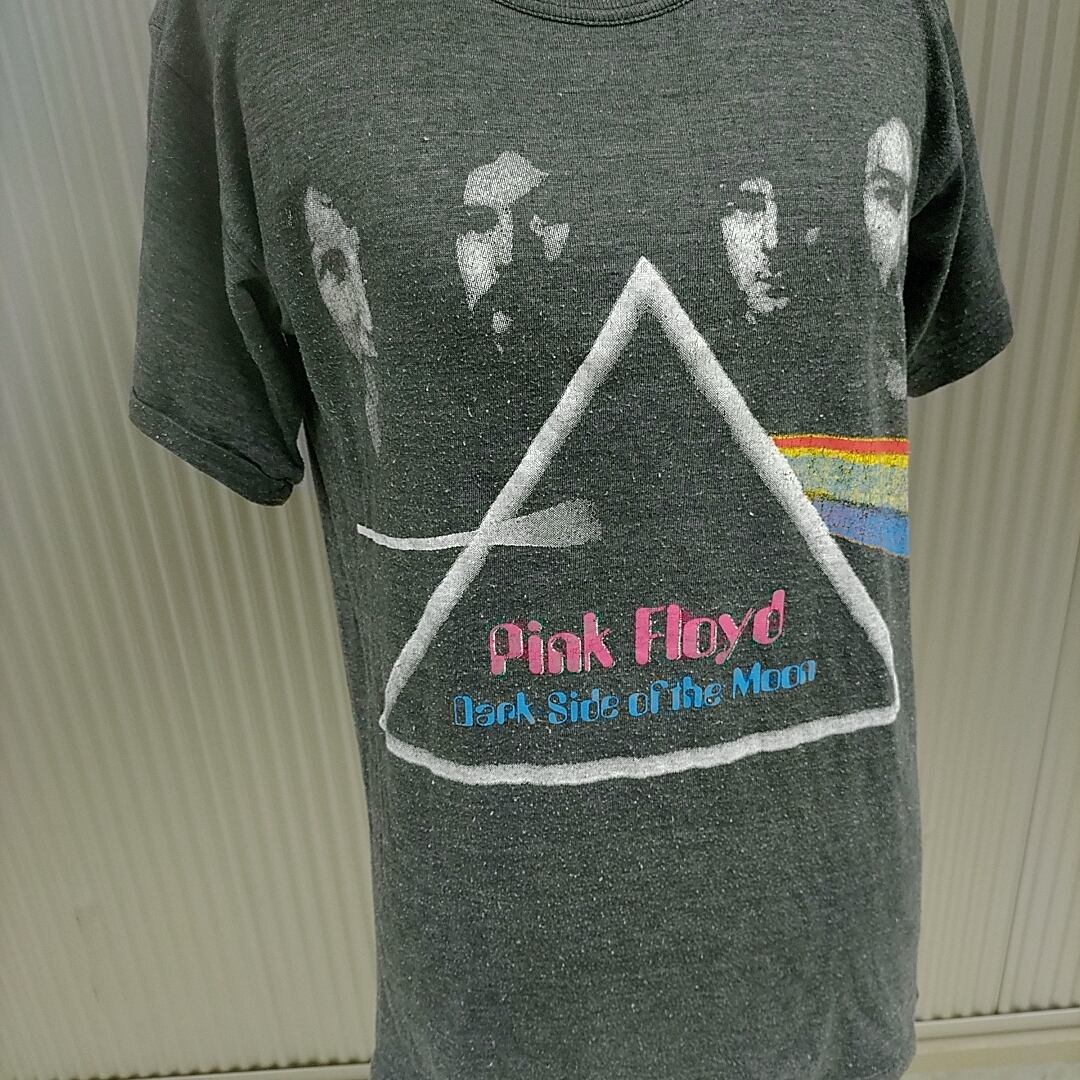 Pink Floyd
Dark Side of the Moon